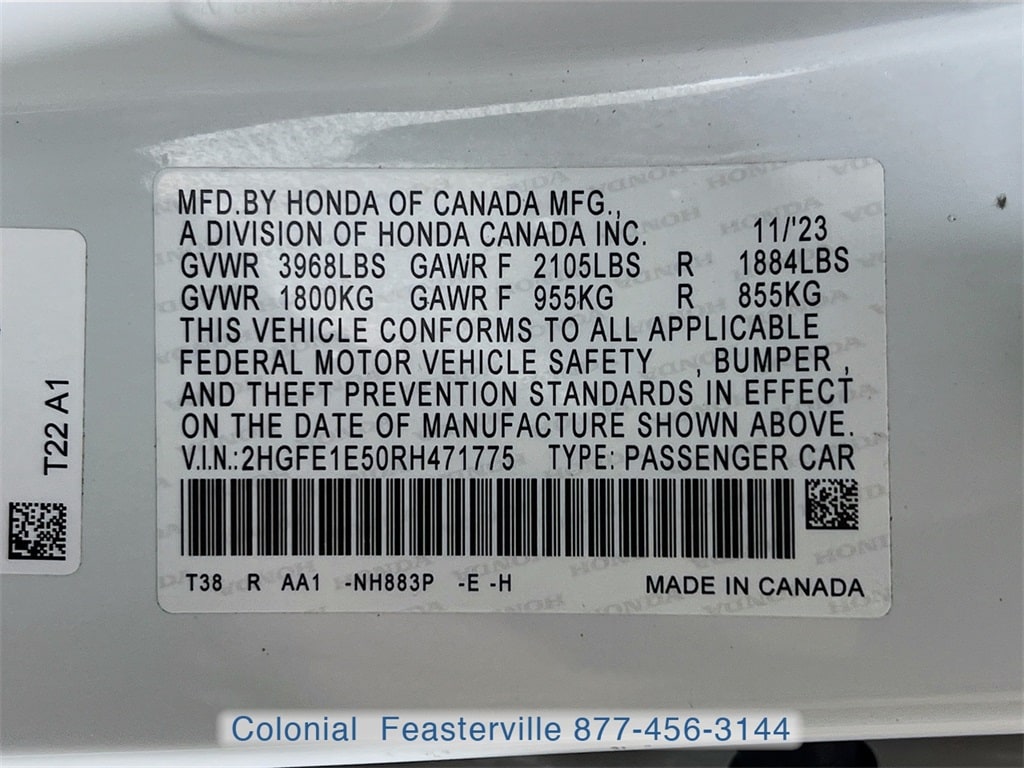 MFD.BY HONDA OF CANADA MFG.,
A DIVISION OF HONDA CANADA INC. 11/'23
GVWR 3968LBS GAWR F 2105LBS R 1884LBS
GVWR 1800KG GAWR F 955KG R 855KG
THIS VEHICLE CONFORMS TO ALL APPLICABLE
FEDERAL MOTOR VEHICLE SAFETY , BUMPER ,
AND THEFT PREVENTION STANDARDS IN EFFECT
ON THE DATE OF MANUFACTURE SHOWN ABOVE.
V.I.N.:2HGFE1E50RH471775 TYPE: PASSENGER CAR
T38 R AA1 -NH883P -E -H MADE IN CANADA
T22 A1
Colonial Feasterville 877-456-3144